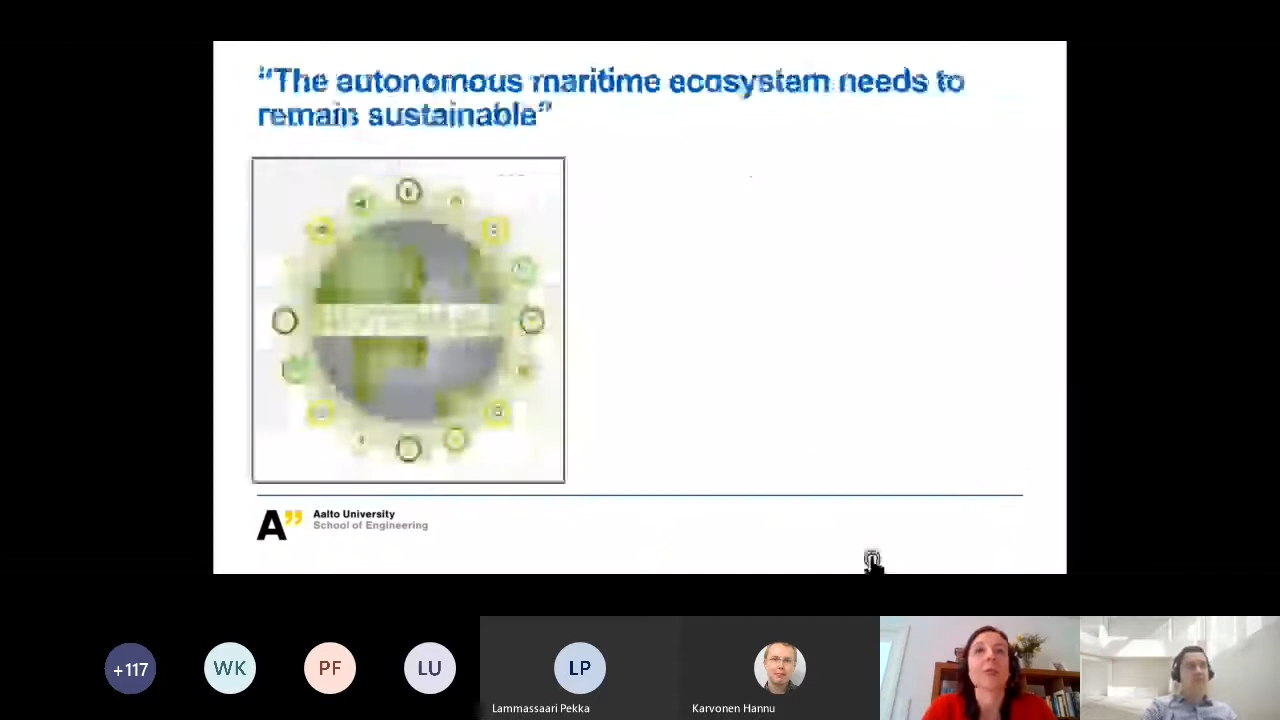 “The autonomous maritime ecosystem needs to
remain sustainable”
A”
Aalto University
School of Engineering
+117
WK
PF
LU
LP
Lammassaari Pekka
Karvonen Hannu